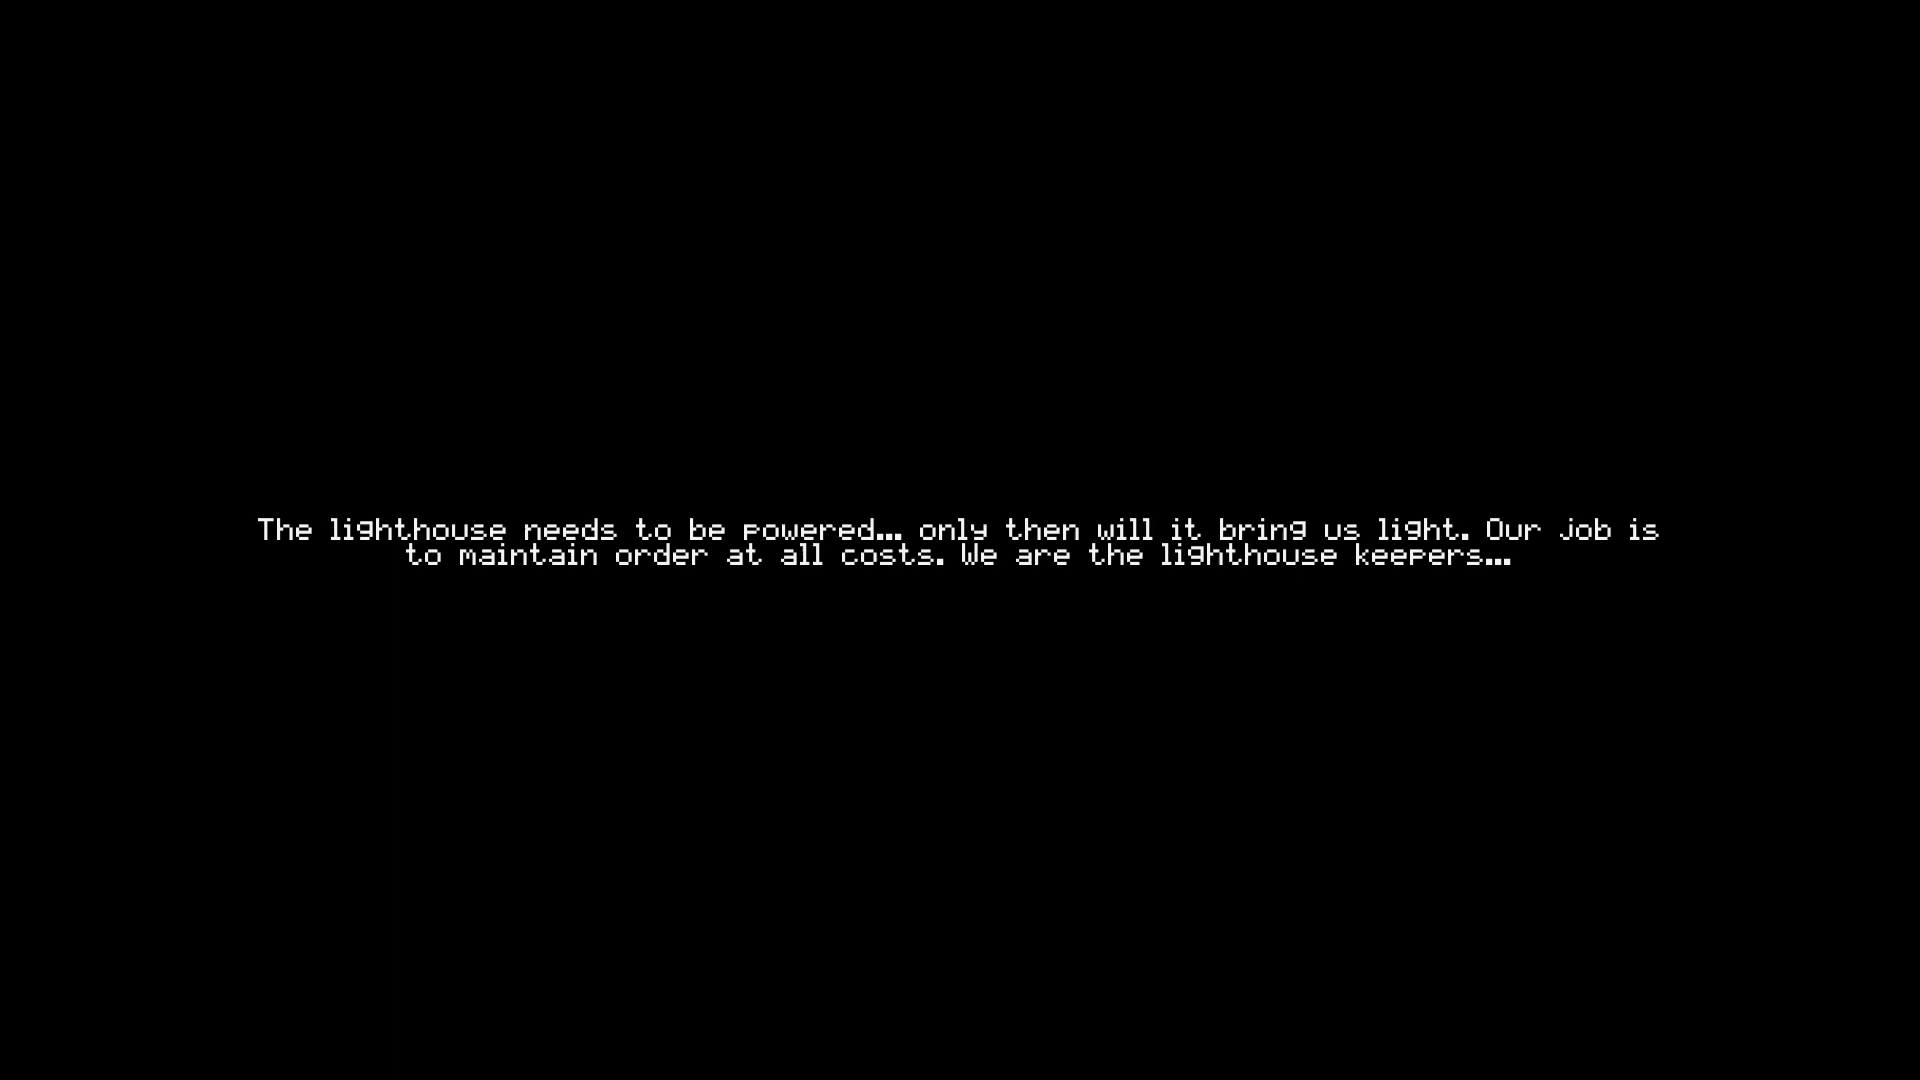 The lighthouse needs to be powered... only then will it bring us light. Our job is
to maintain order at all costs. We are the lighthouse keepers...